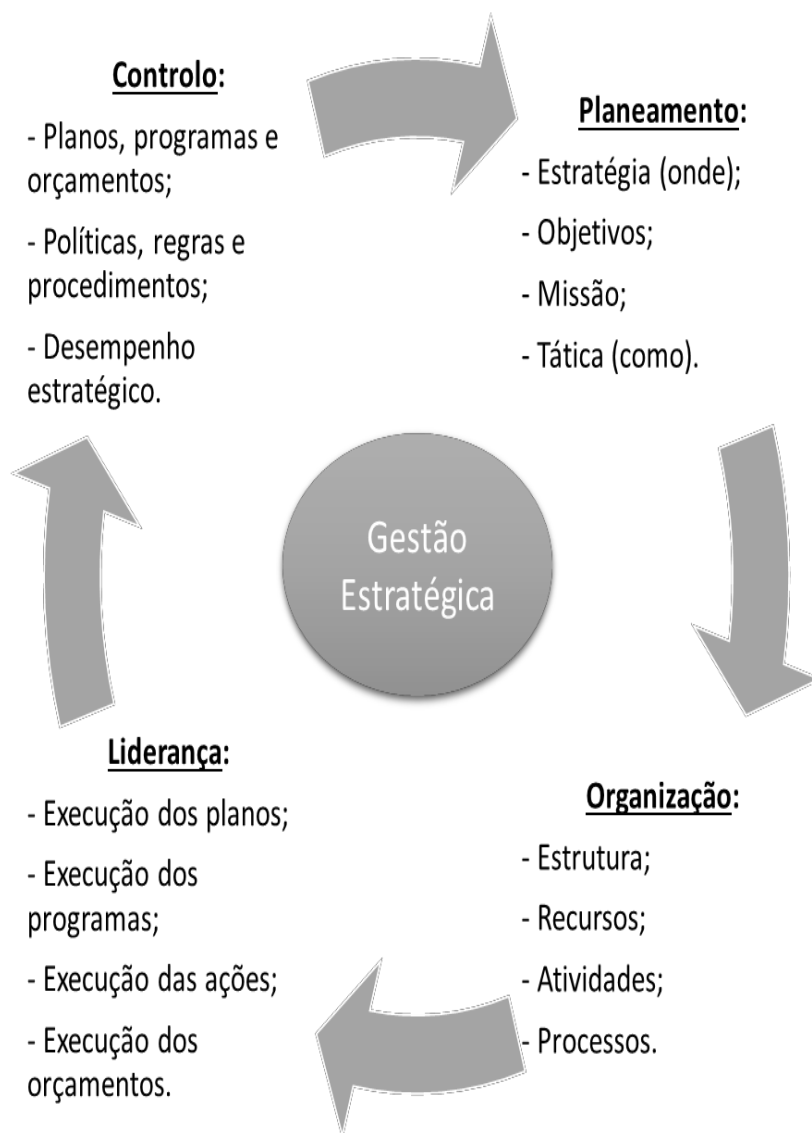 Controlo:
- Planos, programas e
orçamentos;
- Políticas, regras e
procedimentos;
- Desempenho
estratégico.
Planeamento:
- Estratégia (onde);
- Objetivos;
- Missão;
- Tática (como).
Gestão
Estratégica
Liderança:
- Execução dos planos;
- Execução dos
programas;
- Execução das ações;
- Execução dos
orçamentos.
Organização:
- Estrutura;
- Recursos;
- Atividades;
- Processos.